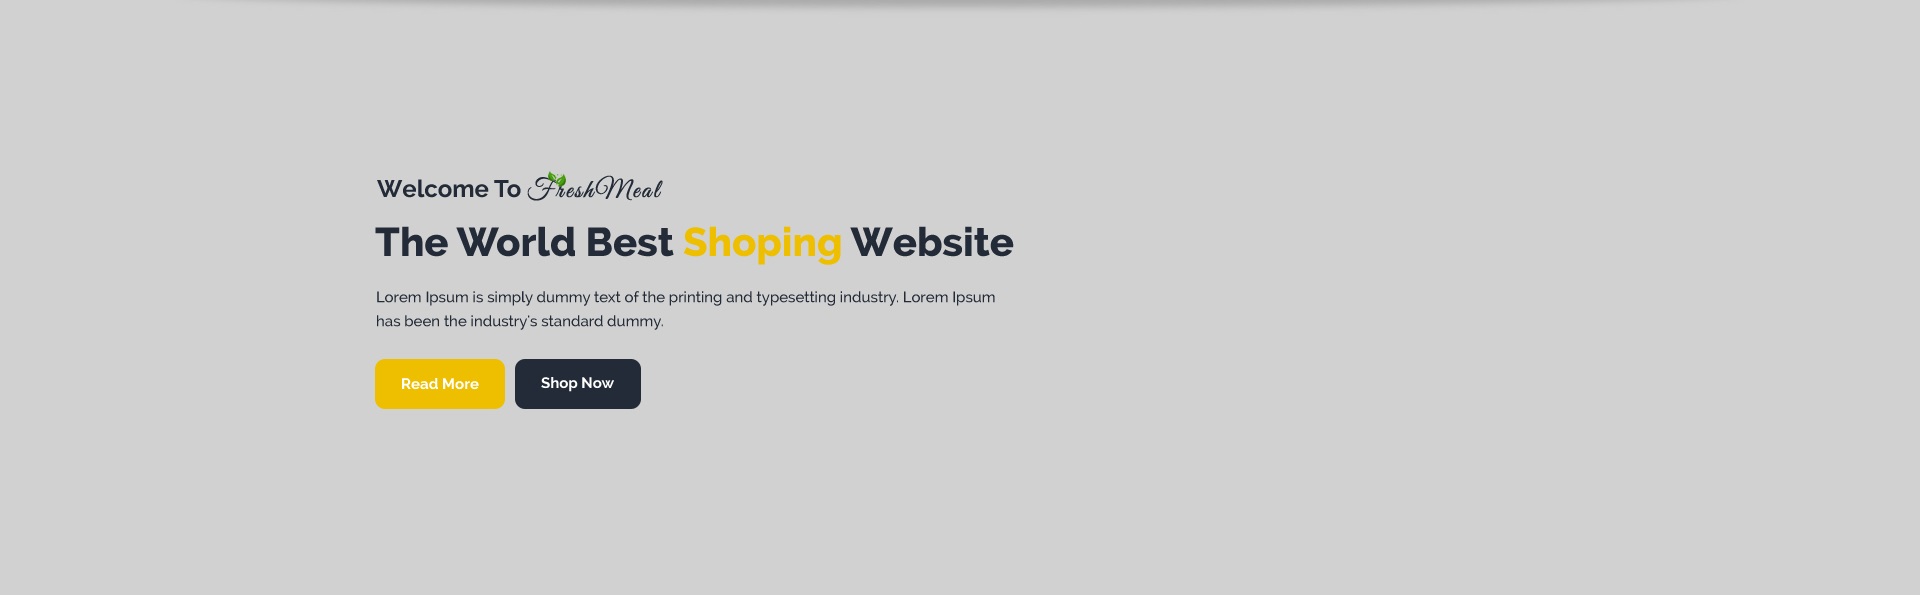 Welcome To FreshMeal
The World Best Shoping Website
Lorem Ipsum is simply dummy text of the printing and typesetting industry. Lorem Ipsum
has been the industry's standard dummy.
Read More Shop Now